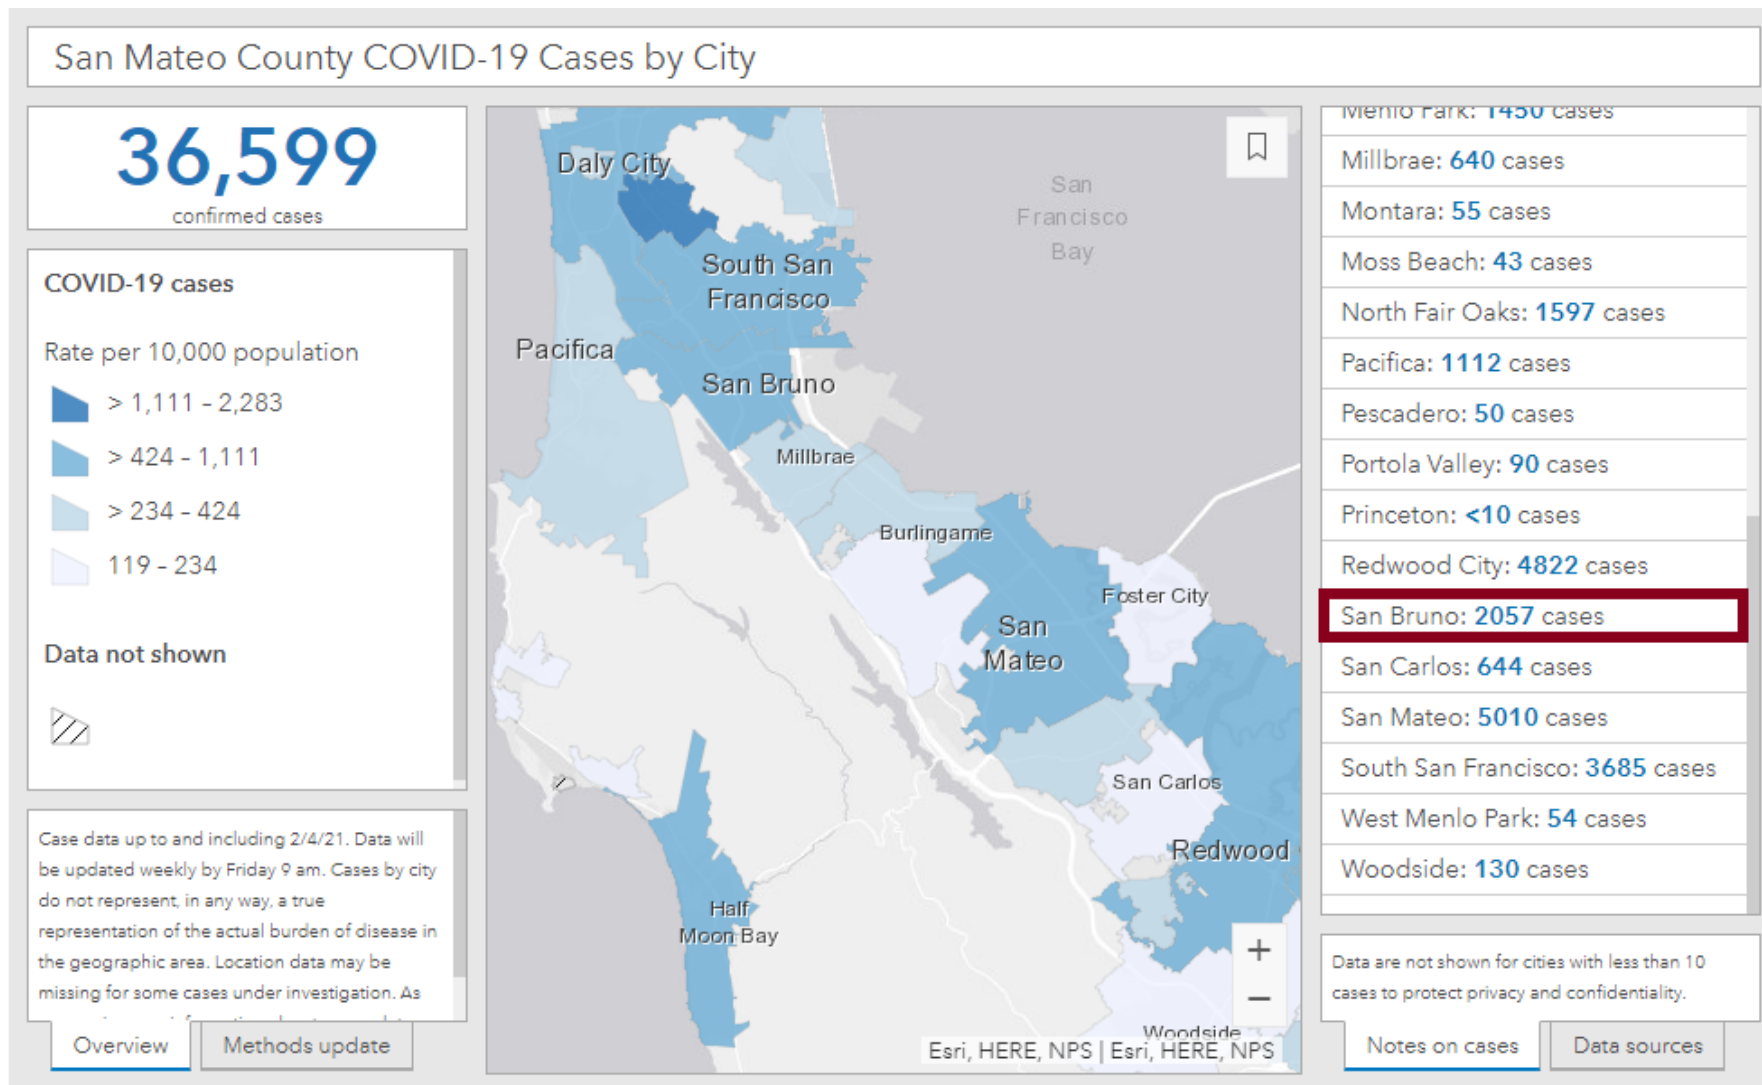 San Mateo County COVID-19 Cases by City
36,599
confirmed cases
COVID-19 cases
Rate per 10,000 population
> 1,111 – 2,283
> 424 – 1,111
> 234 – 424
119 – 234
Data not shown
Case data up to and including 2/4/21. Data will
be updated weekly by Friday 9 am. Cases by city
do not represent, in any way, a true
representation of the actual burden of disease in
the geographic area. Location data may be
missing for some cases under investigation. As
Overview
Methods update
Daly City
San
Francisco
Bay
South San
Francisco
Pacifica
San Bruno
Millbrae
Burlingame
Foster City
San
Mateo
San Carlos
Redwood
Half
Moon Bay
Woodside
Esri, HERE, NPS | Esri, HERE, NPS
Menlo Park: 1450 cases
Millbrae: 640 cases
Montara: 55 cases
Moss Beach: 43 cases
North Fair Oaks: 1597 cases
Pacifica: 1112 cases
Pescadero: 50 cases
Portola Valley: 90 cases
Princeton: <10 cases
Redwood City: 4822 cases
San Bruno: 2057 cases
San Carlos: 644 cases
San Mateo: 5010 cases
South San Francisco: 3685 cases
West Menlo Park: 54 cases
Woodside: 130 cases
Data are not shown for cities with less than 10
cases to protect privacy and confidentiality.
Notes on cases
Data sources